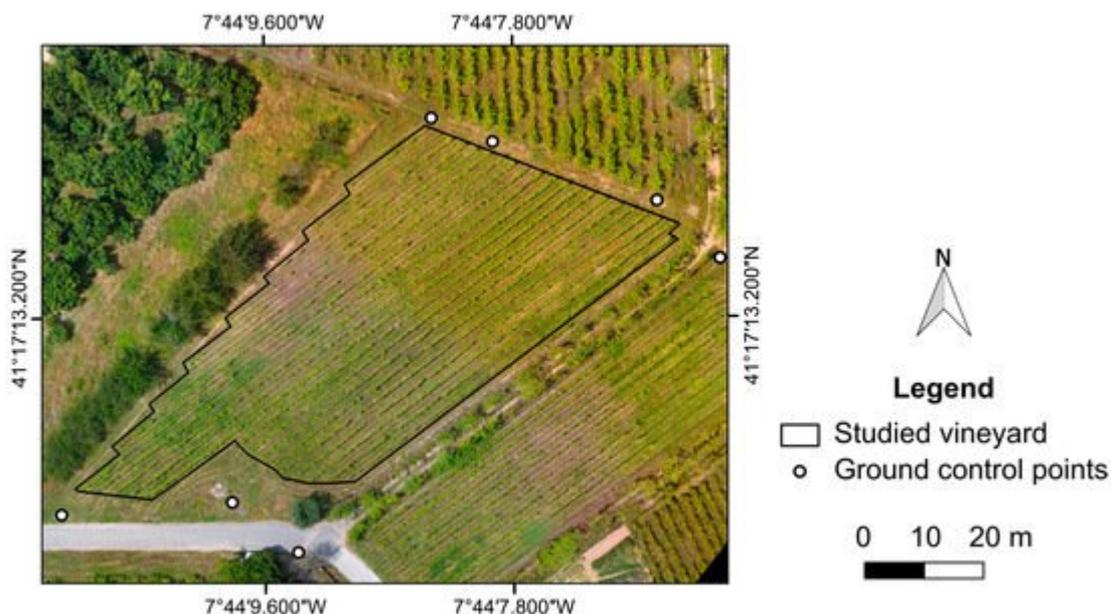 7°44'9.600"W 7°44'7.800"W
41°17'13.200"N
41°17'13.200"N
N
Legend
Studied vineyard
Ground control points
0 10 20 m
7°44'9.600"W 7°44'7.800"W